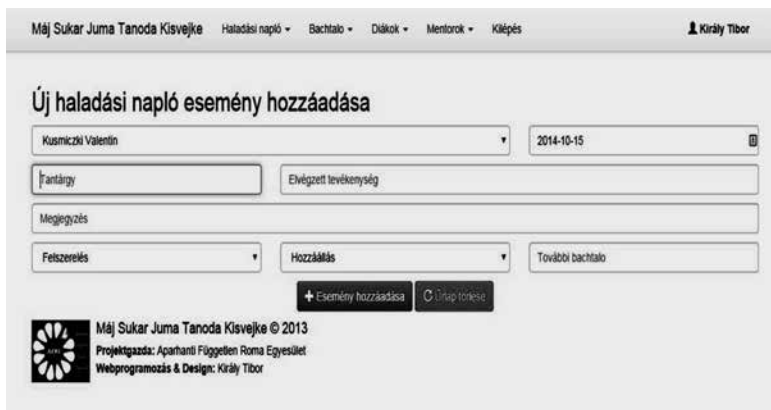 Máj Sukar Juma Tanoda Kisvejke Haladási napló Bachtalo Diákok Mentorok Kilépés Király Tibor
Új haladási napló esemény hozzáadása
Kusmiczki Valentin 2014-10-15
Tantárgy Elvégzett tevékenység
Megjegyzés
Felszerelés Hozzáállás További bachtalo
Esemény hozzáadása Űrlap törlése
Máj Sukar Juma Tanoda Kisvejke © 2013
Projektgazda: Aparhanti Független Roma Egyesület
Webprogramozás & Design: Király Tibor